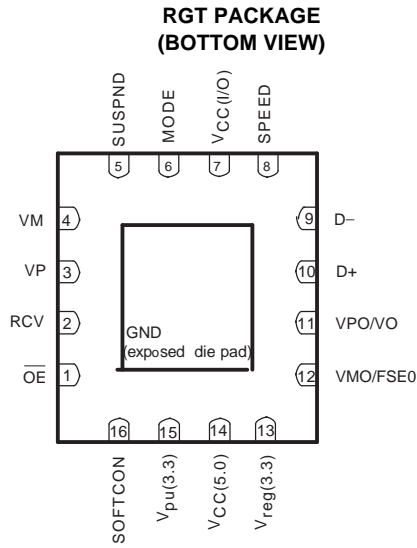 RGT PACKAGE
(BOTTOM VIEW)
SUSPND
MODE
VCC(I/O)
SPEED
5
6
7
8
VM
4
9
D−
VP
3
10
D+
RCV
2
11
VPO/VO
GND
(exposed die pad)
OE
1
12
VMO/FSE0
16
15
14
13
SOFTCON
Vpu(3.3)
VCC(5.0)
Vreg(3.3)